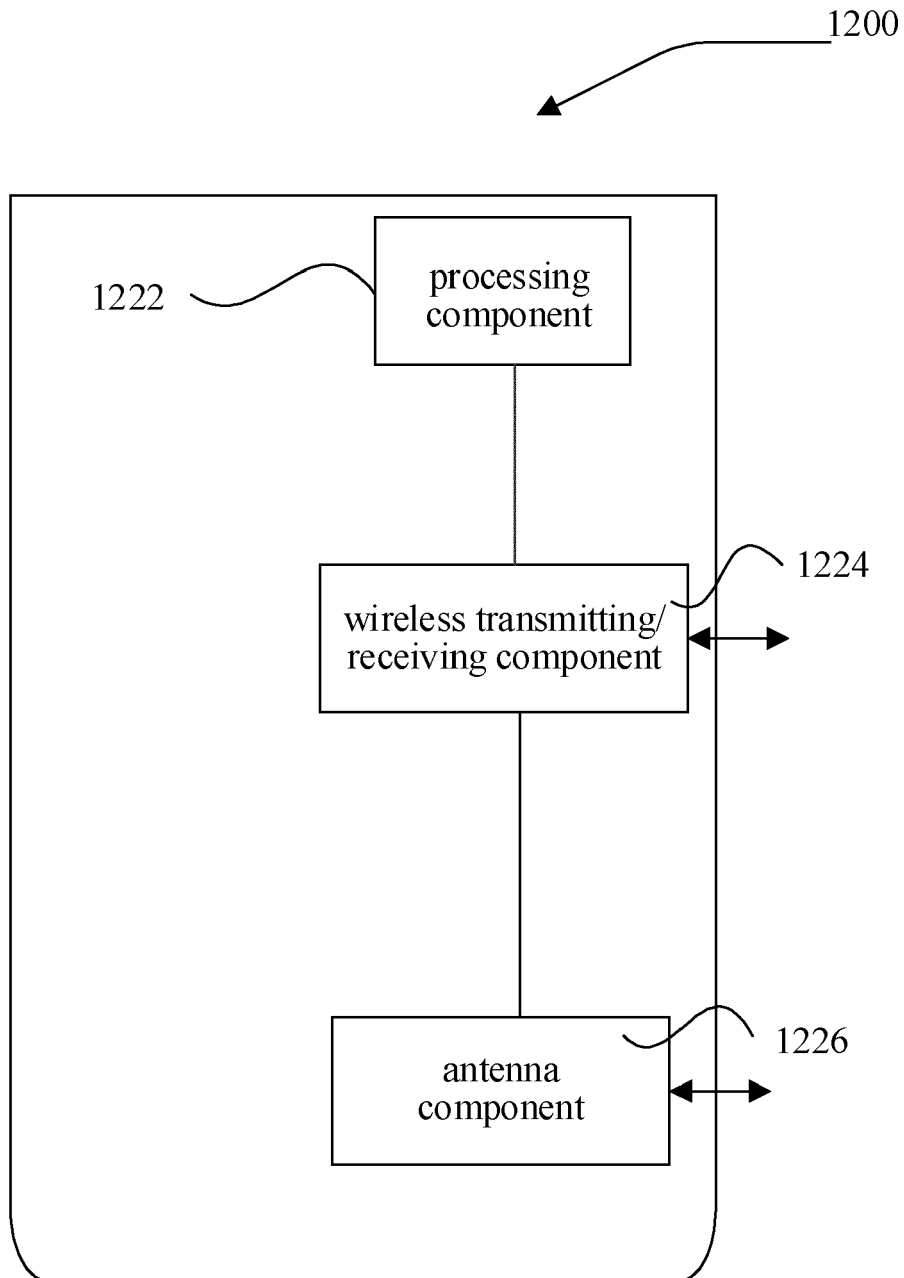 1200
processing
component
1222
1224
wireless transmitting/
receiving component
1226
antenna
component